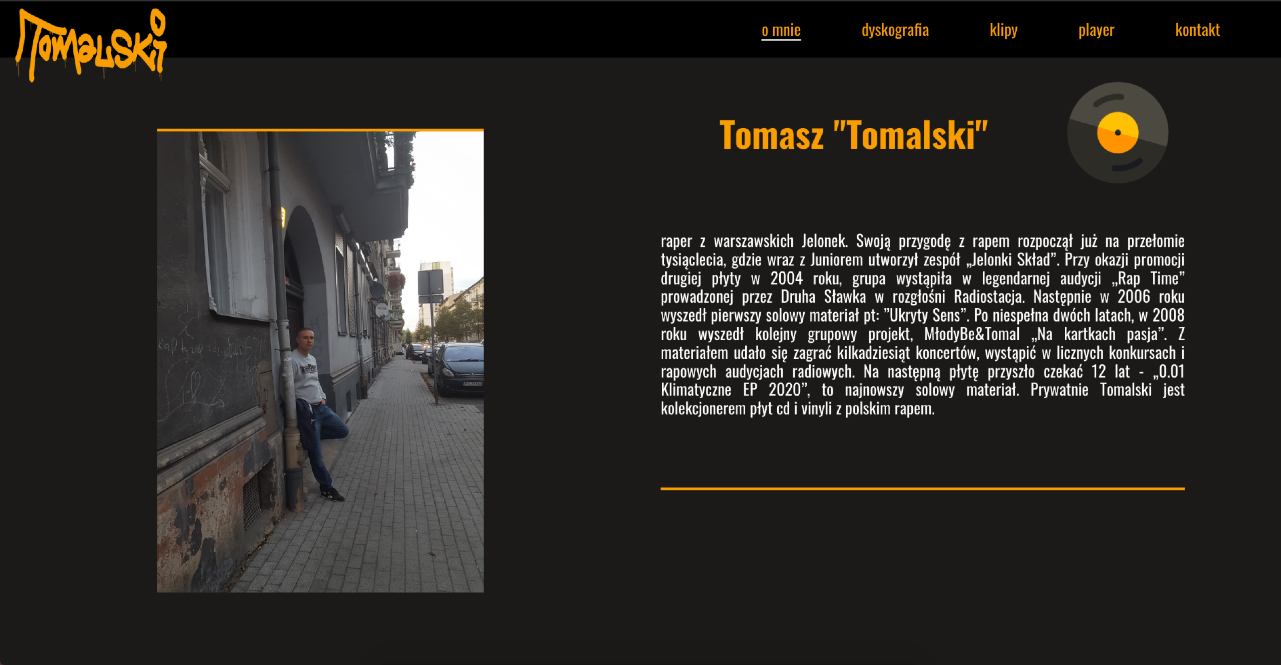 Tomalski
o mnie
dyskografia
klipy
player
kontakt
Tomasz "Tomalski"
raper z warszawskich Jelonek. Swoją przygodę z rapem rozpoczął już na przełomie
tysiąclecia, gdzie wraz z Juniorem utworzył zespół „Jelonki Skład”. Przy okazji promocji
drugiej płyty w 2004 roku, grupa wystąpiła w legendarnej audycji „Rap Time”
prowadzonej przez Druha Sławka w rozgłośni Radiostacja. Następnie w 2006 roku
wyszedł pierwszy solowy materiał pt: ”Ukryty Sens”. Po niespełna dwóch latach, w 2008
roku wyszedł kolejny grupowy projekt, MłodyBe&Tomal „Na kartkach pasja”. Z
materiałem udało się zagrać kilkadziesiąt koncertów, wystąpić w licznych konkursach i
rapowych audycjach radiowych. Na następną płytę przyszło czekać 12 lat - „0.01
Klimatyczne EP 2020”, to najnowszy solowy materiał. Prywatnie Tomalski jest
kolekcjonerem płyt cd i vinyli z polskim rapem.